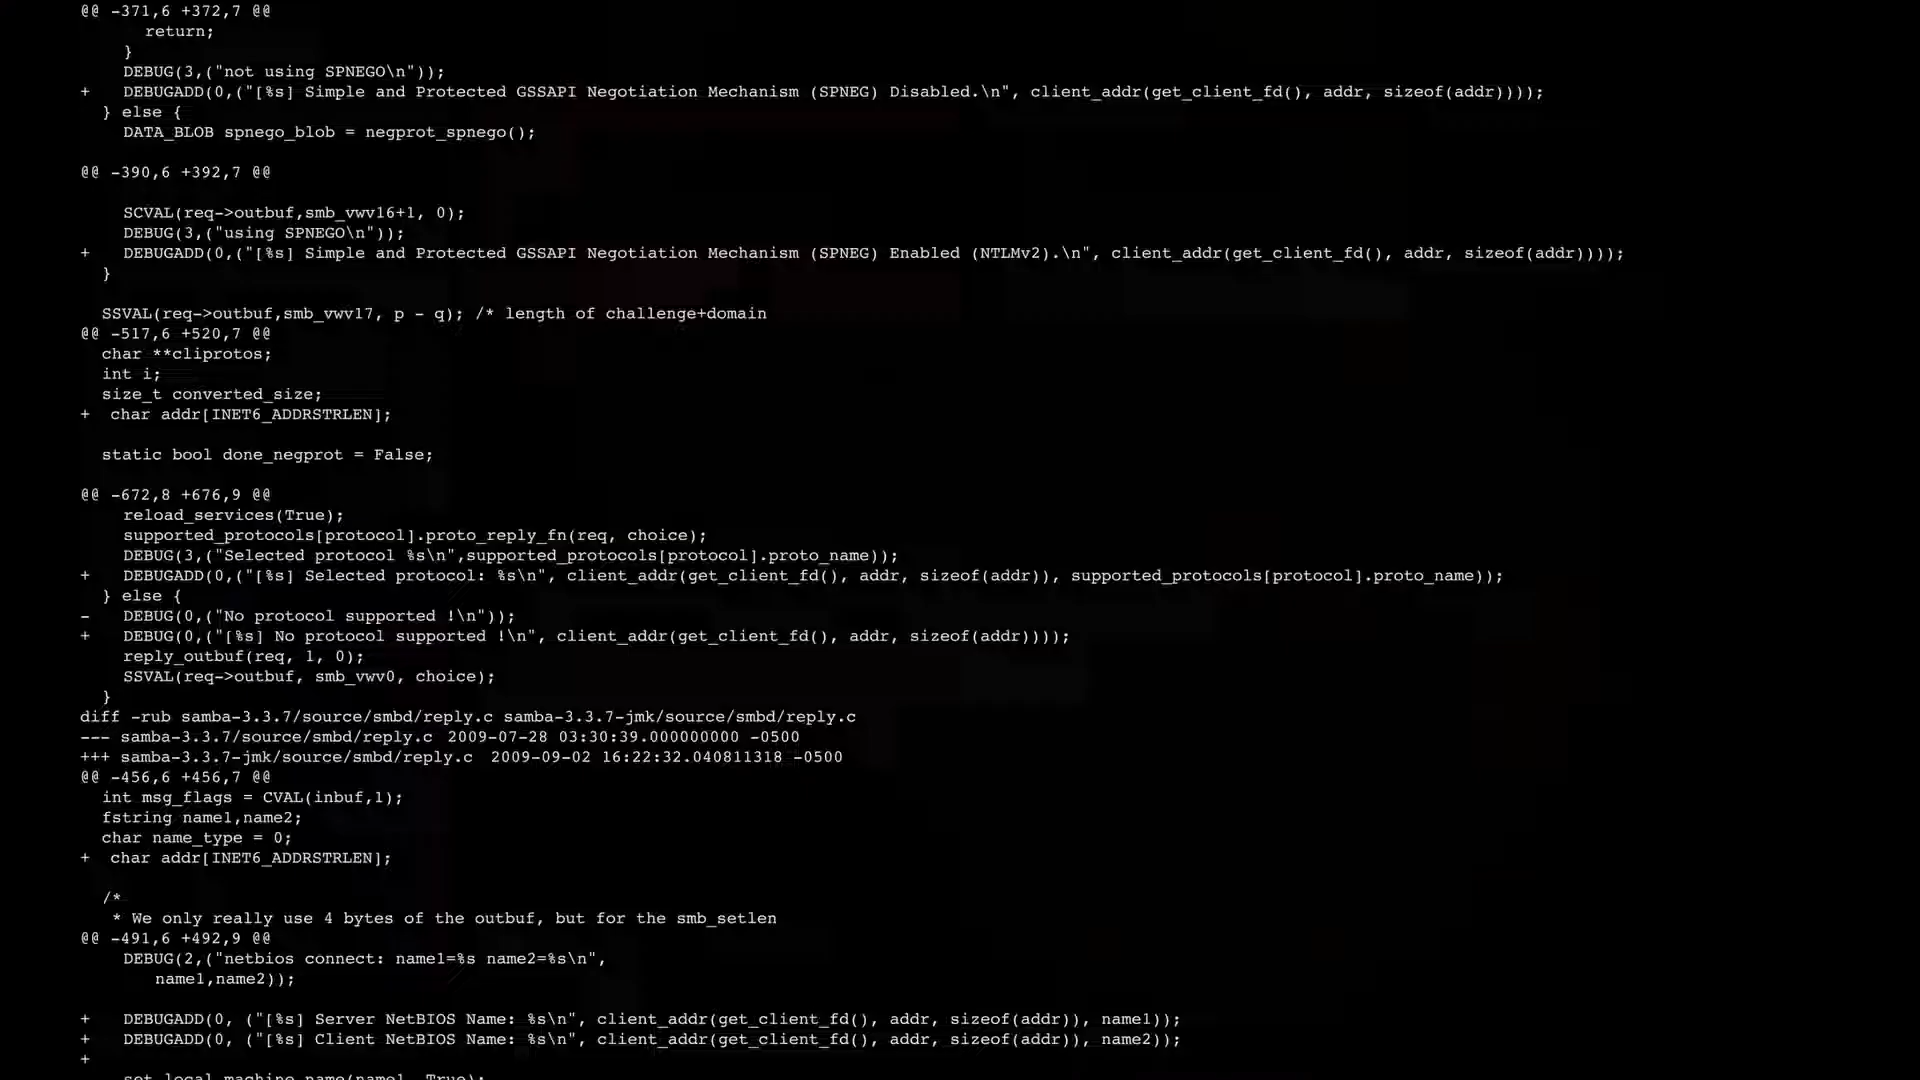 @@ -371,6 +372,7 @@
return;
}
DEBUG(3,("not using SPNEGO\n"));
+ DEBUGADD(0,("[%s] Simple and Protected GSSAPI Negotiation Mechanism (SPNEG) Disabled.\n", client_addr(get_client_fd(), addr, sizeof(addr))));
} else {
DATA_BLOB spnego_blob = negprot_spnego();
@@ -390,6 +392,7 @@
SCVAL(req->outbuf,smb_vwv16+1, 0);
DEBUG(3,("using SPNEGO\n"));
+ DEBUGADD(0,("[%s] Simple and Protected GSSAPI Negotiation Mechanism (SPNEG) Enabled (NTLMv2).\n", client_addr(get_client_fd(), addr, sizeof(addr))));
}
SSVAL(req->outbuf,smb_vwv17, p - q); /* length of challenge+domain
@@ -517,6 +520,7 @@
char **cliprotos;
int i;
size_t converted_size;
+ char addr[INET6_ADDRSTRLEN];
static bool done_negprot = False;
@@ -672,8 +676,9 @@
reload_services(True);
supported_protocols[protocol].proto_reply_fn(req, choice);
DEBUG(3,("Selected protocol %s\n",supported_protocols[protocol].proto_name));
+ DEBUGADD(0,("[%s] Selected protocol: %s\n", client_addr(get_client_fd(), addr, sizeof(addr)), supported_protocols[protocol].proto_name));
} else {
- DEBUG(0,("No protocol supported !\n"));
+ DEBUG(0,("[%s] No protocol supported !\n", client_addr(get_client_fd(), addr, sizeof(addr))));
reply_outbuf(req, 1, 0);
SSVAL(req->outbuf, smb_vwv0, choice);
}
diff -rub samba-3.3.7/source/smbd/reply.c samba-3.3.7-jmk/source/smbd/reply.c
--- samba-3.3.7/source/smbd/reply.c 2009-07-28 03:30:39.000000000 -0500
+++ samba-3.3.7-jmk/source/smbd/reply.c 2009-09-02 16:22:32.040811318 -0500
@@ -456,6 +456,7 @@
int msg_flags = CVAL(inbuf,1);
fstring name1,name2;
char name_type = 0;
+ char addr[INET6_ADDRSTRLEN];
/*
* We only really use 4 bytes of the outbuf, but for the smb_setlen
@@ -491,6 +492,9 @@
DEBUG(2,("netbios connect: name1=%s name2=%s\n",
name1,name2));
+ DEBUGADD(0, ("[%s] Server NetBIOS Name: %s\n", client_addr(get_client_fd(), addr, sizeof(addr)), name1));
+ DEBUGADD(0, ("[%s] Client NetBIOS Name: %s\n", client_addr(get_client_fd(), addr, sizeof(addr)), name2));
+
set_local_machine_name(name1, True);